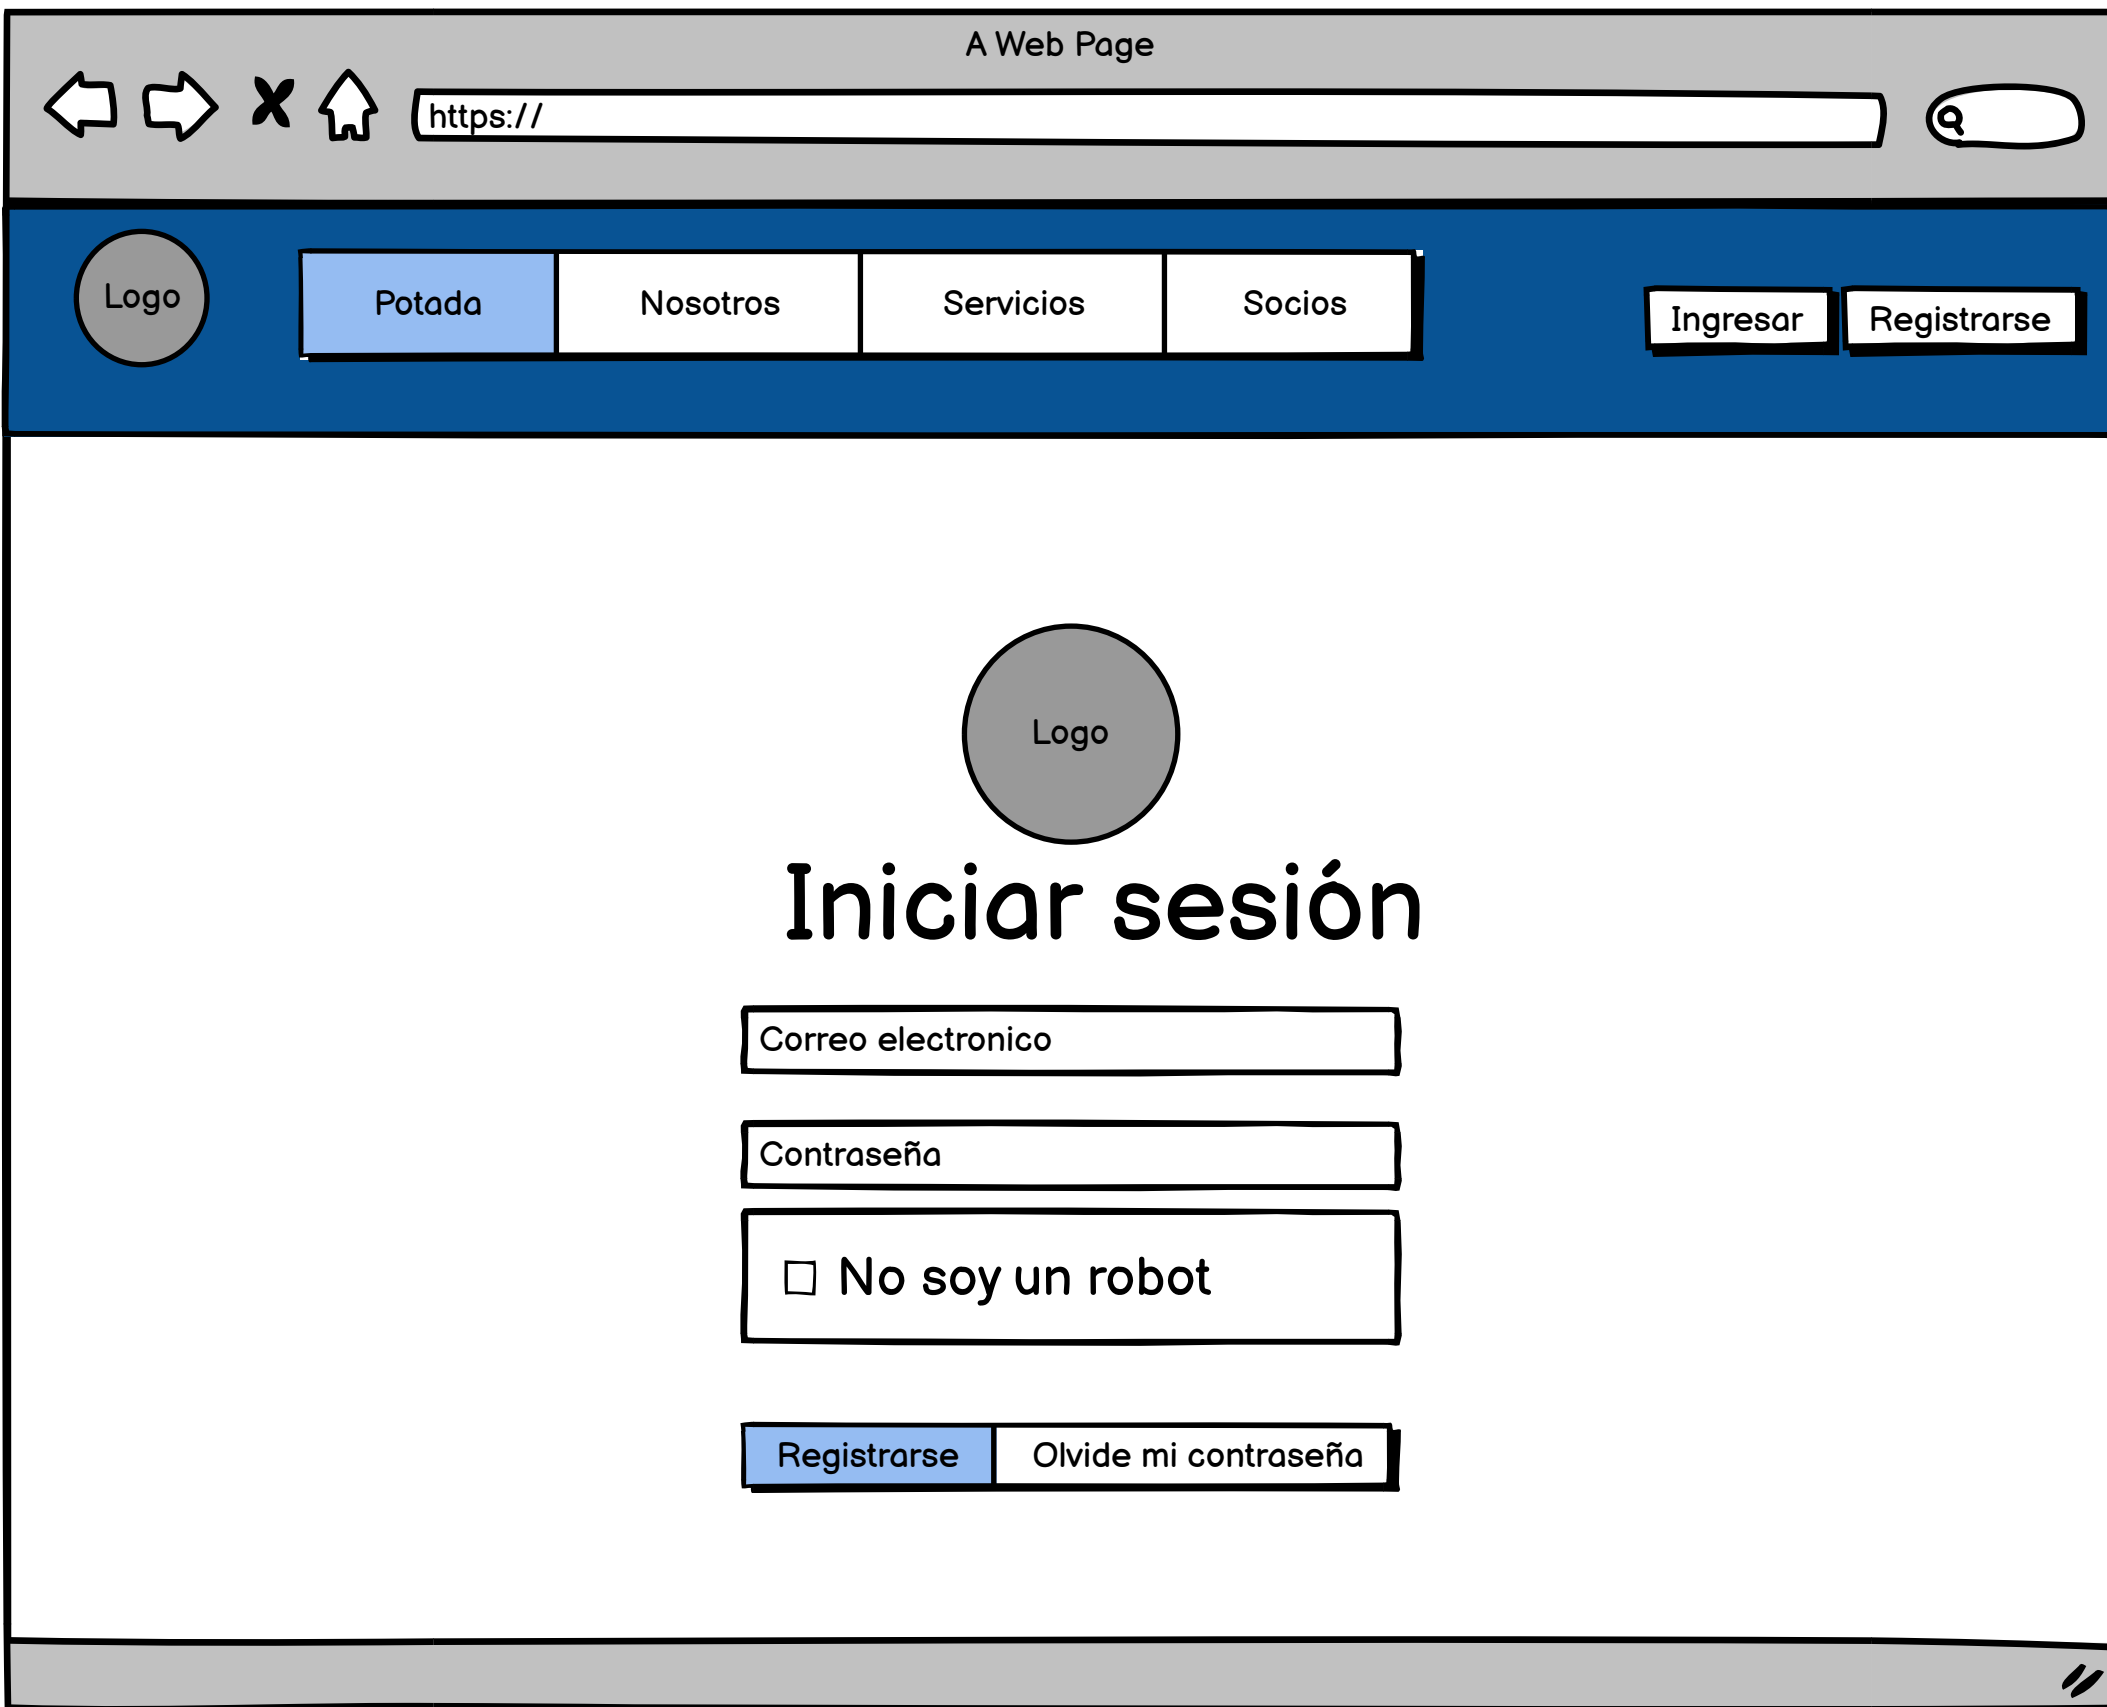 A Web Page
https://
Logo
Potada
Nosotros
Servicios
Socios
Ingresar
Registrarse
Logo
Iniciar sesión
Correo electronico
Contraseña
No soy un robot
Registrarse
Olvide mi contraseña